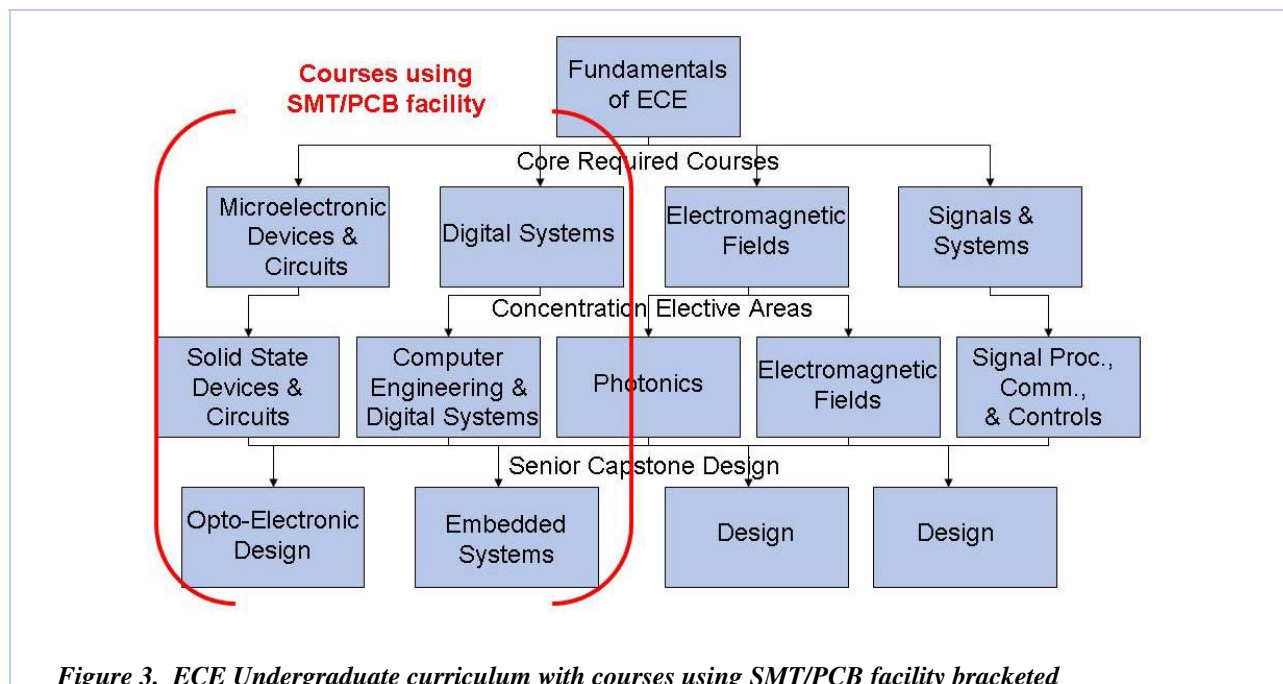 Courses using
SMT/PCB facility
Fundamentals
of ECE
Core Required Courses
Microelectronic
Devices &
Circuits
Digital Systems
Electromagnetic
Fields
Signals &
Systems
Concentration Elective Areas
Solid State
Devices &
Circuits
Computer
Engineering &
Digital Systems
Photonics
Electromagnetic
Fields
Signal Proc.,
Comm.,
& Controls
Senior Capstone Design
Opto-Electronic
Design
Embedded
Systems
Design
Design
Figure 3. ECE Undergraduate curriculum with courses using SMT/PCB facility bracketed